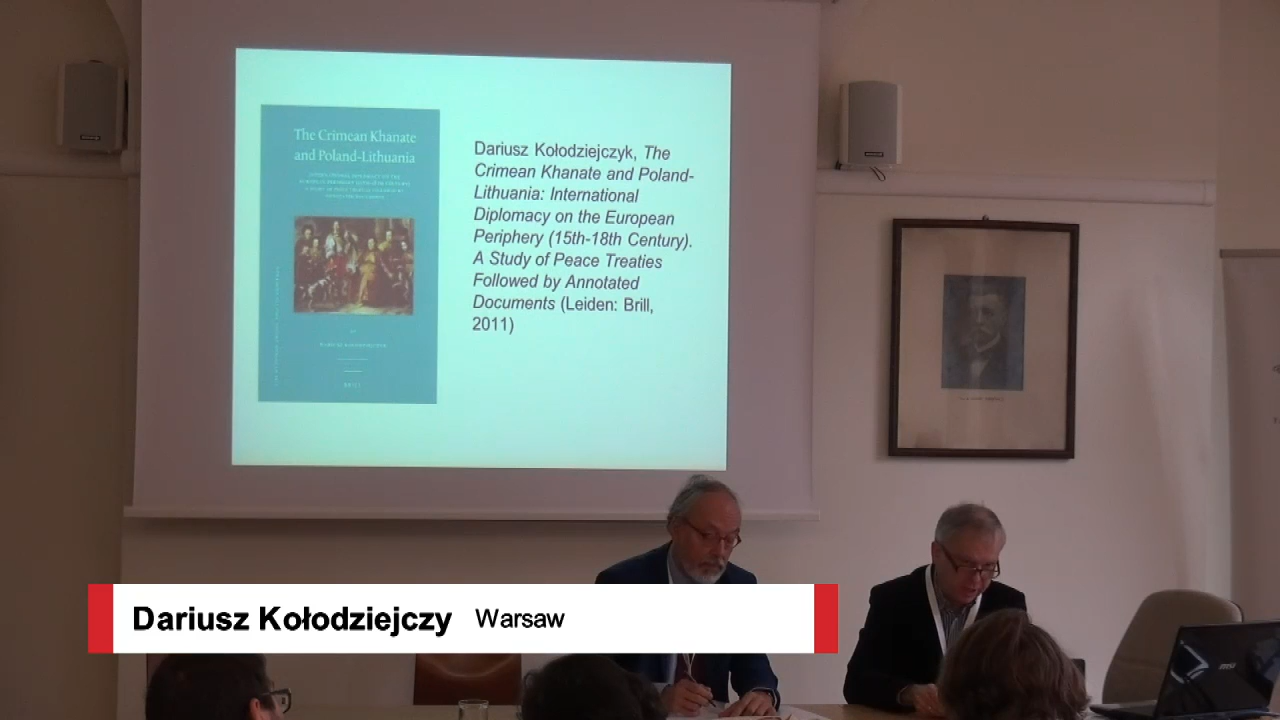 The Crimean Khanate
and Poland-Lithuania
Dariusz Kołodziejczyk, The
Crimean Khanate and Poland-
Lithuania: International
Diplomacy on the European
Periphery (15th-18th Century).
A Study of Peace Treaties
Followed by Annotated
Documents (Leiden: Brill,
2011)
Dariusz Kołodziejczy Warsaw
msi